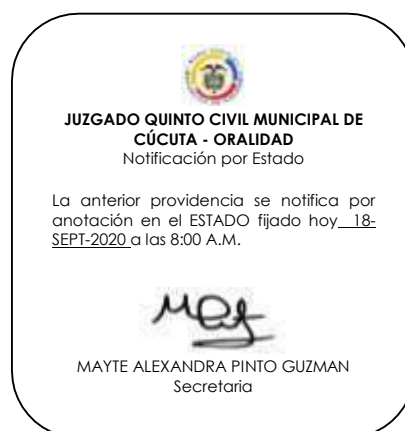 JUZGADO QUINTO CIVIL MUNICIPAL DE
CÚCUTA - ORALIDAD
Notificación por Estado
La anterior providencia se notifica por
anotación en el ESTADO fijado hoy 18-
SEPT-2020 a las 8:00 A.M.
MAYTE ALEXANDRA PINTO GUZMAN
Secretaria